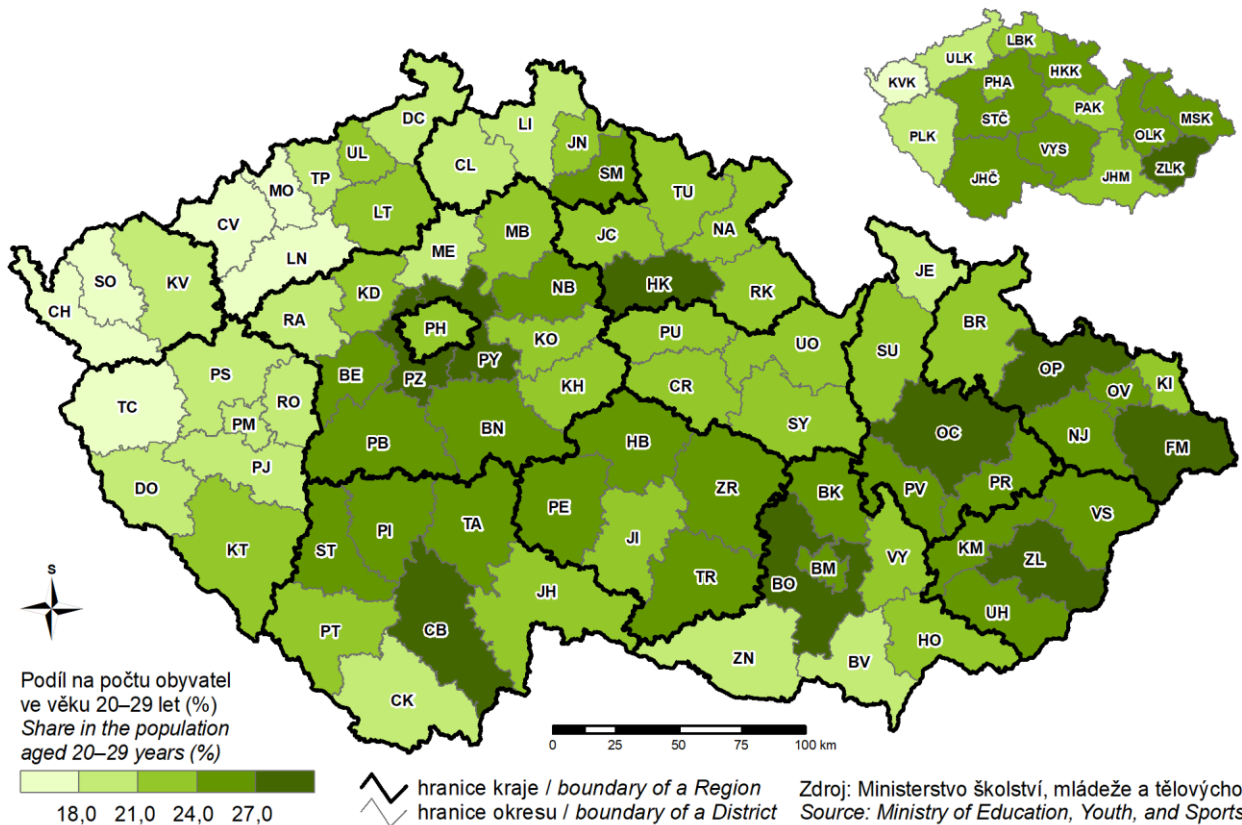 LBK
ULK
HKK
KVK
PHA
PAK
MSK
STČ
PLK
OLK
VYS
ZLK
JHČ
JHM
DC
LI
UL
JN
CL
TP
MO
SM
TU
LT
CV
MB
JC
NA
ME
LN
JE
SO
KV
KD
NB
HK
RK
CH
BR
RA
PH
PU
KO
UO
SU
PY
OP
PS
BE
PZ
KH
CR
OV
KI
TC
RO
PM
SY
OC
FM
PB
BN
HB
NJ
PJ
DO
ZR
BK
PV
PR
VS
PI
TA
PE
KT
ST
JI
VY
KM
ZL
TR
BM
BO
JH
UH
PT
CB
HO
ZN
BV
CK
S
Podíl na počtu obyvatel
ve věku 20–29 let (%)
Share in the population
aged 20–29 years (%)
18,0 21,0 24,0 27,0
0 25 50 75 100 km
hranice kraje / boundary of a Region
hranice okresu / boundary of a District
Zdroj: Ministerstvo školství, mládeže a tělovýcho
Source: Ministry of Education, Youth, and Sports